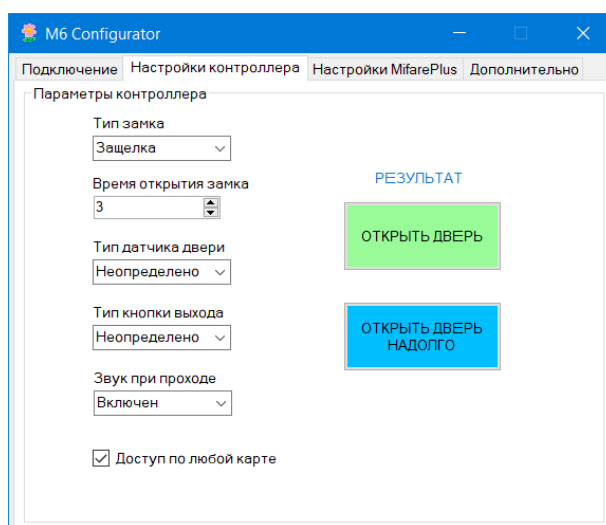 M6 Configurator
Подключение Настройки контроллера Настройки MifarePlus Дополнительно
Параметры контроллера
Тип замка
Защелка
Время открытия замка
3
Тип датчика двери
Неопределено
Тип кнопки выхода
Неопределено
Звук при проходе
Включен
Доступ по любой карте
РЕЗУЛЬТАТ
ОТКРЫТЬ ДВЕРЬ
ОТКРЫТЬ ДВЕРЬ
НАДОЛГО